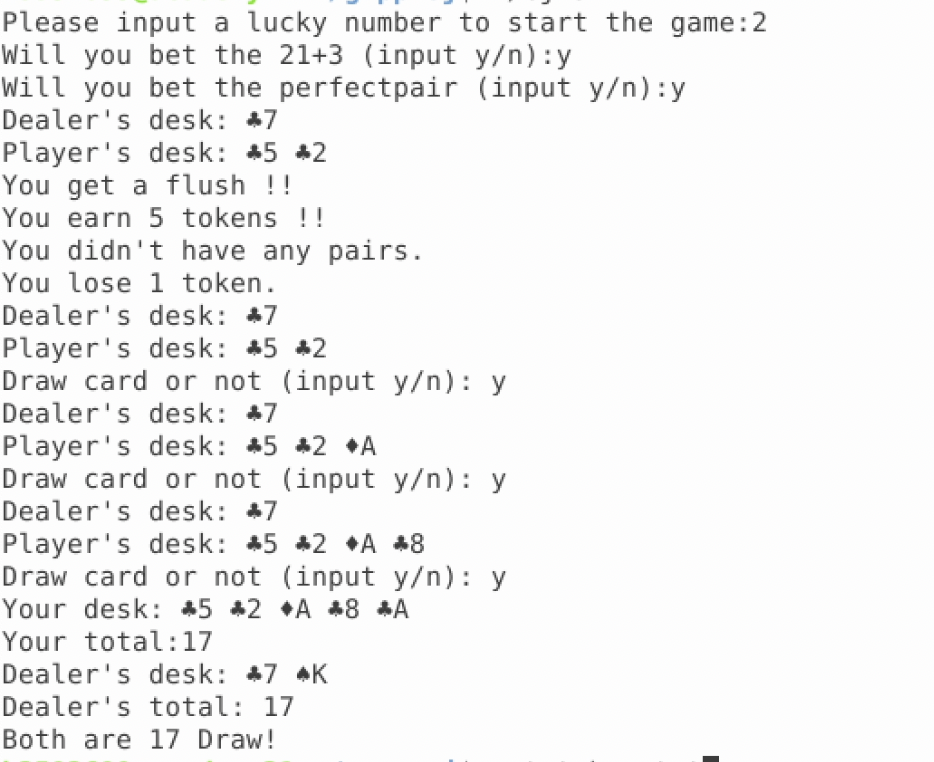 Please input a lucky number to start the game:2
Will you bet the 21+3 (input y/n):y
Will you bet the perfectpair (input y/n):y
Dealer's desk: ♣7
Player's desk: ♣5 ♣2
You get a flush !!
You earn 5 tokens !!
You didn't have any pairs.
You lose 1 token.
Dealer's desk: ♣7
Player's desk: ♣5 ♣2
Draw card or not (input y/n): y
Dealer's desk: ♣7
Player's desk: ♣5 ♣2 ♦A
Draw card or not (input y/n): y
Dealer's desk: ♣7
Player's desk: ♣5 ♣2 ♦A ♣8
Draw card or not (input y/n): y
Your desk: ♣5 ♣2 ♦A ♣8 ♣A
Your total:17
Dealer's desk: ♣7 ♠K
Dealer's total: 17
Both are 17 Draw!